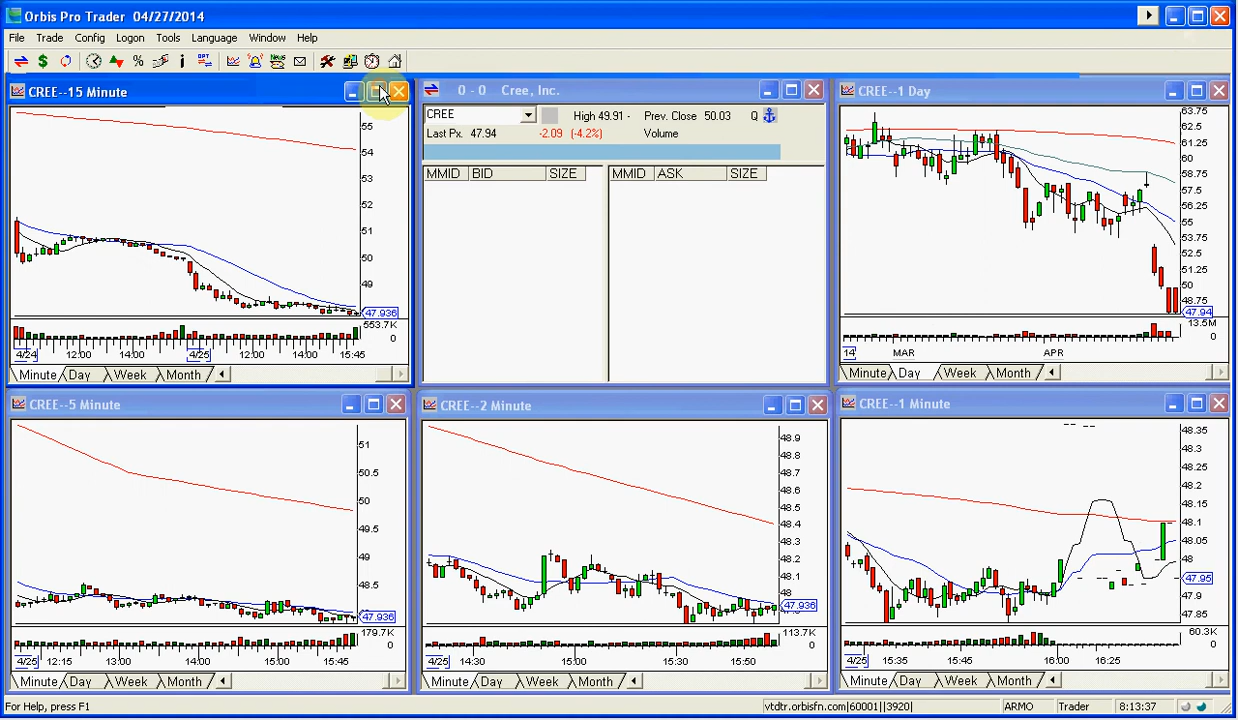 Orbis Pro Trader 04/27/2014
File Trade Config Logon Tools Language Window Help
CREE--15 Minute
55
54
53
52
51
50
49
47.936
553.7K
0
4/24 12:00 14:00 4/25 12:00 14:00 15:45
Minute Day Week Month
0 - 0 Cree, Inc.
CREE High 49.91 - Prev. Close 50.03 Q
Last Px. 47.94 -2.09 (-4.2%) Volume
MMID BID SIZE MMID ASK SIZE
CREE--1 Day
63.75
62.5
61.25
60
58.75
57.5
56.25
55
53.75
52.5
51.25
50
48.75
47.94
13.5M
0
14 MAR APR
Minute Day Week Month
CREE--5 Minute
51
50.5
50
49.5
49
48.5
47.936
179.7K
0
4/25 12:15 13:00 14:00 15:00 15:45
Minute Day Week Month
CREE--2 Minute
48.9
48.8
48.7
48.6
48.5
48.4
48.3
48.2
48.1
48
47.936
113.7K
0
4/25 14:30 15:00 15:30 15:50
Minute Day Week Month
CREE--1 Minute
48.35
48.3
48.25
48.2
48.15
48.1
48.05
48
47.95
47.9
47.85
60.3K
0
4/25 15:35 15:45 16:00 16:25
Minute Day Week Month
For Help, press F1 vtdtr.orbisfn.com|60001||3920| ARMO Trader 8:13:37